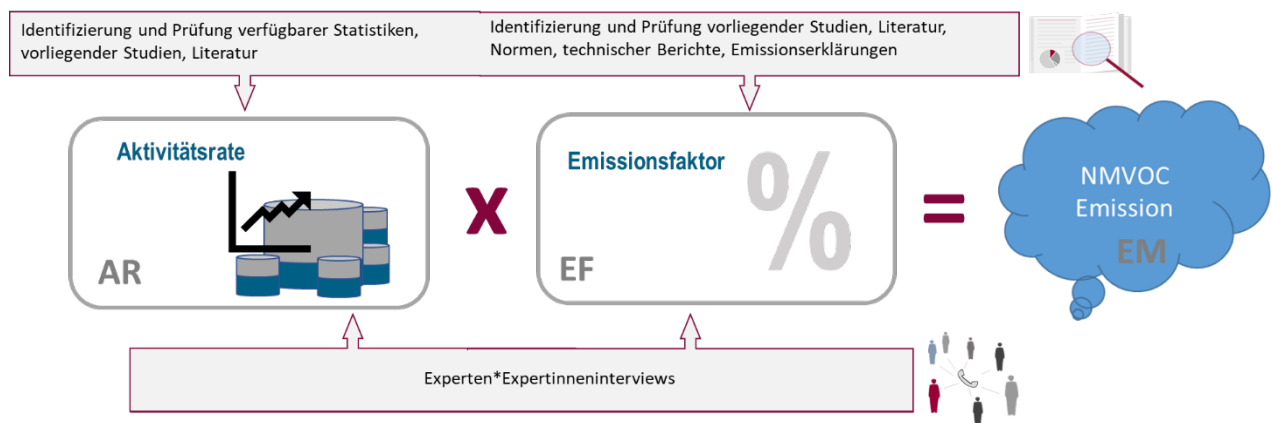 Identifizierung und Prüfung verfügbarer Statistiken,
vorliegender Studien, Literatur
Identifizierung und Prüfung vorliegender Studien, Literatur,
Normen, technischer Berichte, Emissionserklärungen
Aktivitätsrate
AR
X
Emissionsfaktor
%
EF
=
NMVOC
Emission
EM
Experten*Expertinneninterviews